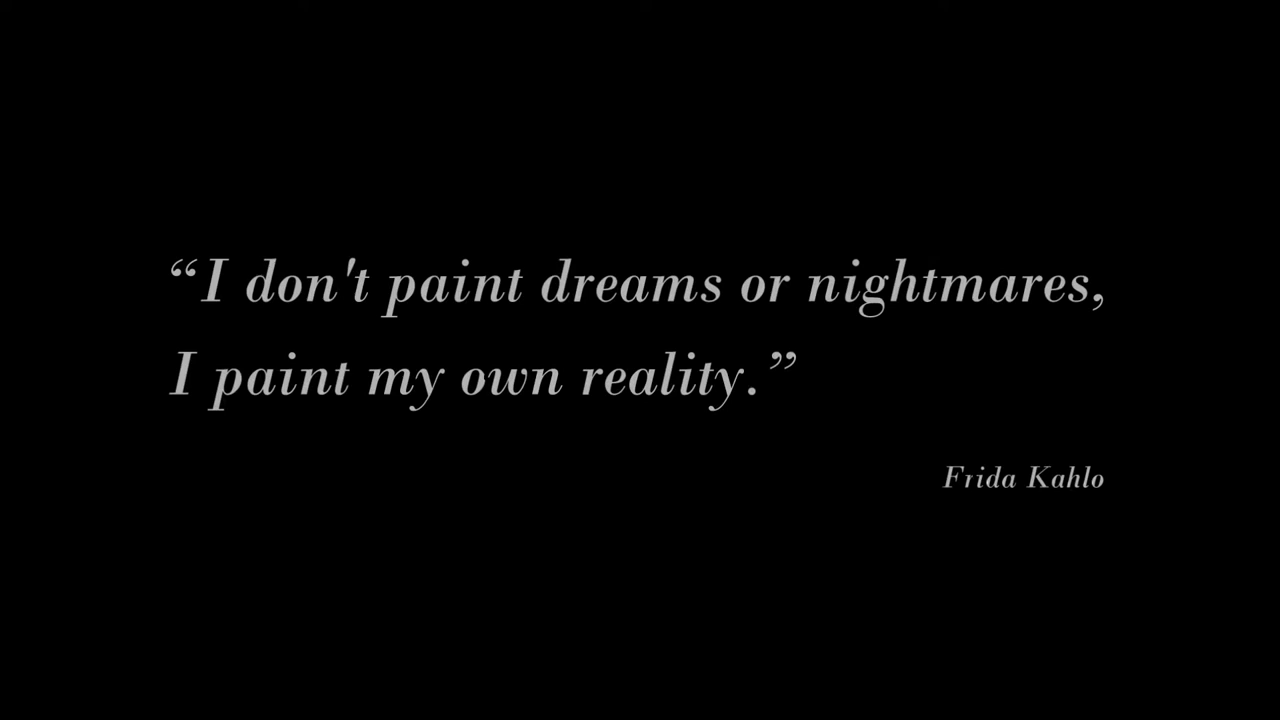 “I don't paint dreams or nightmares,
I paint my own reality.”
Frida Kahlo